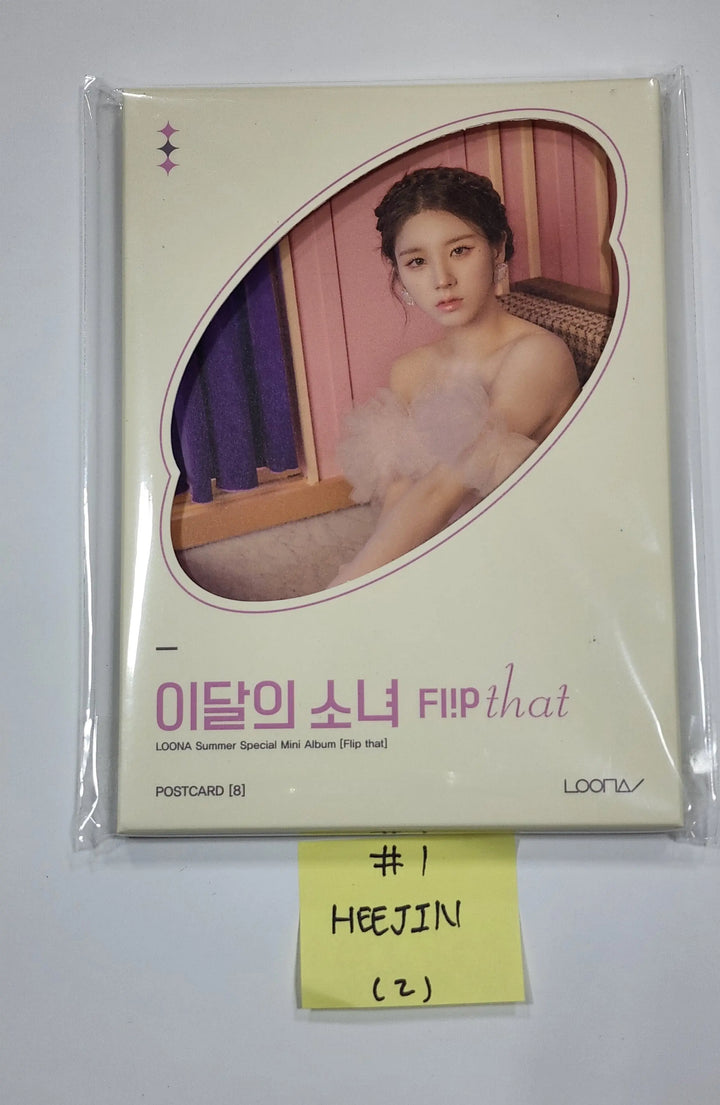 이달의 소녀 FL!P that
LOONA Summer Special Mini Album [Flip that]
POSTCARD [8]
LOONA
#1
HEEJIN
(2)